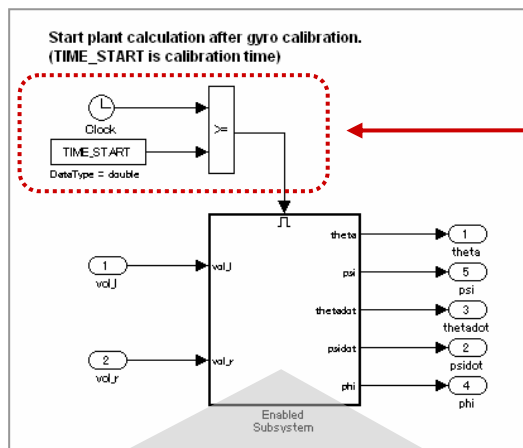 Start plant calculation after gyro calibration.
(TIME_START is calibration time)
Clock
TIME_START
DataType = double
>=
1
vol_l
2
vol_r
vol_l
vol_r
theta
psi
thetadot
psidot
phi
Enabled
Subsystem
1
theta
5
psi
3
thetadot
2
psidot
4
phi